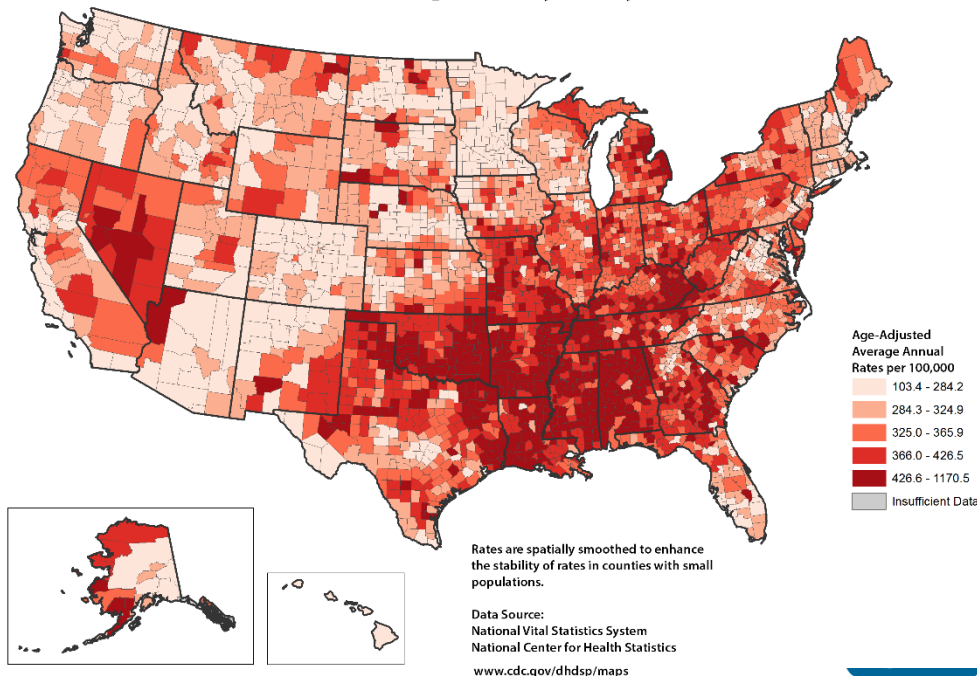 Age-Adjusted
Average Annual
Rates per 100,000
103.4 - 284.2
284.3 - 324.9
325.0 - 365.9
366.0 - 426.5
426.6 - 1170.5
Insufficient Data
Rates are spatially smoothed to enhance
the stability of rates in counties with small
populations.
Data Source:
National Vital Statistics System
National Center for Health Statistics
www.cdc.gov/dhdsp/maps